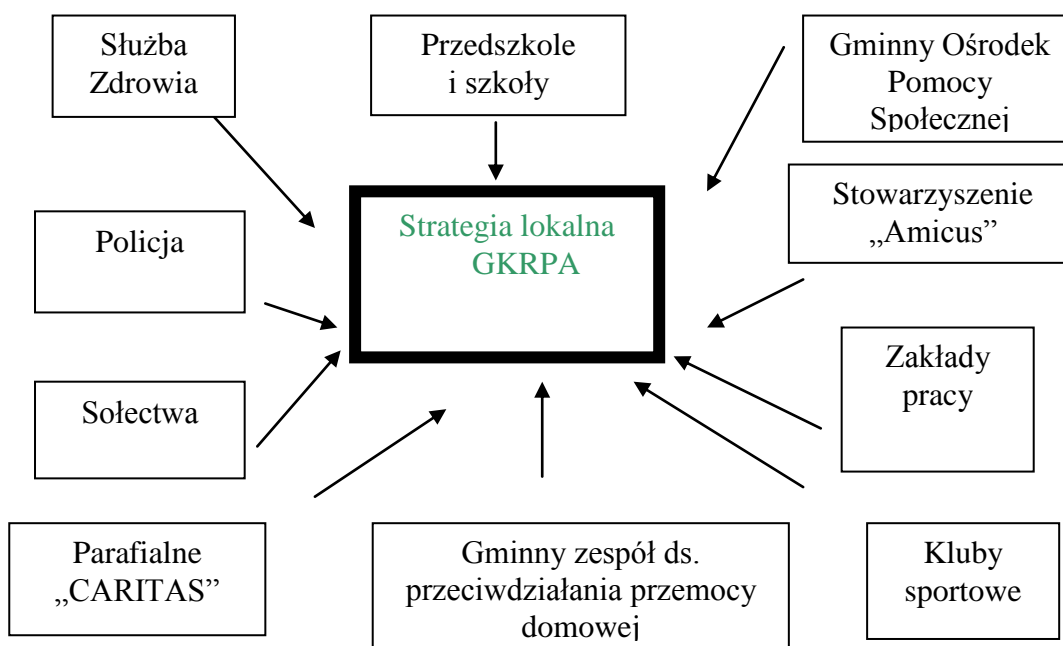 Służba
Zdrowia
Przedszkole
i szkoły
Gminny Ośrodek
Pomocy
Społecznej
Strategia lokalna
GKRPA
Stowarzyszenie
„Amicus”
Policja
Zakłady
pracy
Sołectwa
Parafialne
„CARITAS”
Gminny zespół ds.
przeciwdziałania przemocy
domowej
Kluby
sportowe